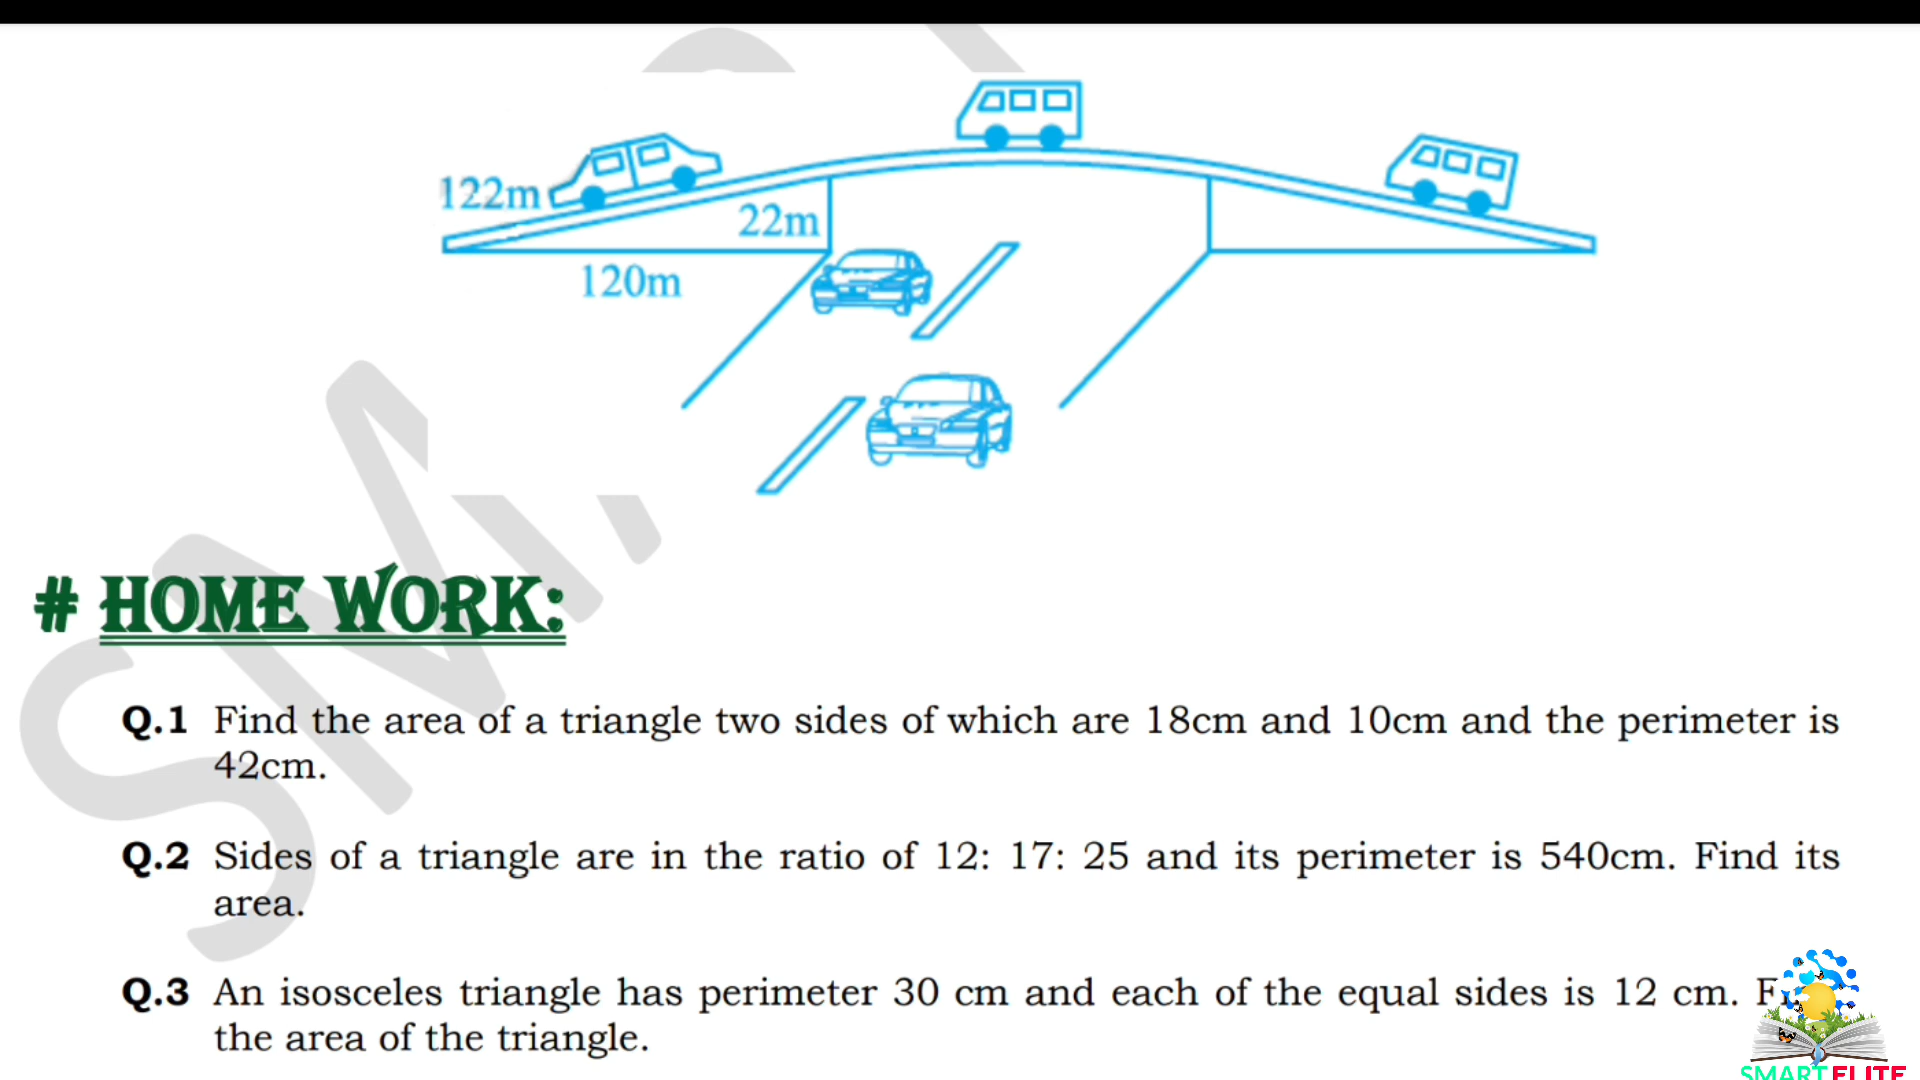 122m
22m
120m
# HOME WORK:
Q.1 Find the area of a triangle two sides of which are 18cm and 10cm and the perimeter is
42cm.
Q.2 Sides of a triangle are in the ratio of 12: 17: 25 and its perimeter is 540cm. Find its
area.
Q.3 An isosceles triangle has perimeter 30 cm and each of the equal sides is 12 cm.
the area of the triangle.
SMART ELITE